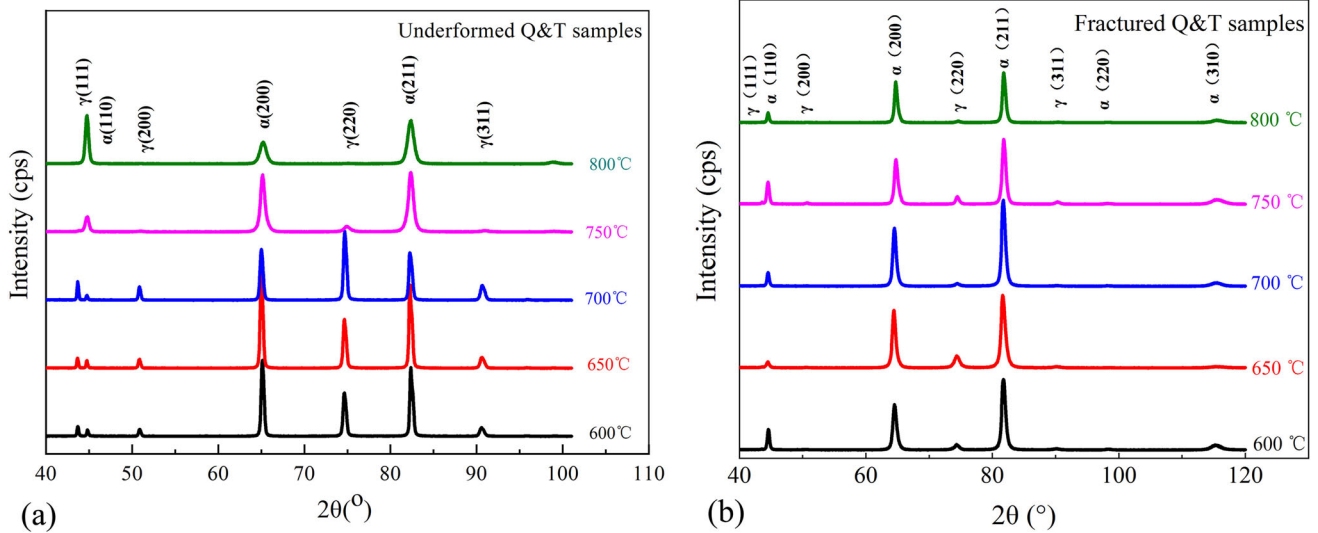 Underformed Q&T samples
γ(111)
α(110)
γ(200)
α(200)
γ(220)
α(211)
γ(311)
800℃
750℃
700℃
650℃
600℃
Intensity (cps)
40 50 60 70 80 90 100 110
2θ(º)
(a)
Fractured Q&T samples
γ (111)
α (110)
γ (200)
α (200)
γ (220)
α (211)
γ (311)
α (220)
α (310)
800 ℃
750 ℃
700 ℃
650 ℃
600 ℃
Intensity (cps)
40 60 80 100 120
2θ (°)
(b)